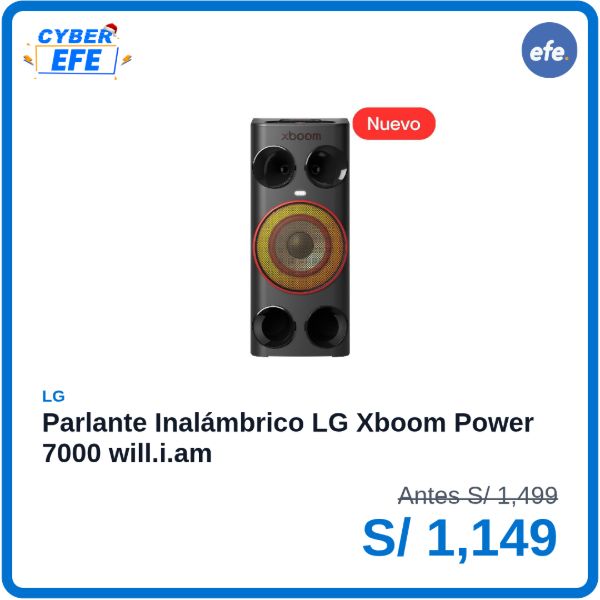 CYBER
EFE
efe.
Nuevo
xboom
LG
Parlante Inalámbrico LG Xboom Power
7000 will.i.am
Antes S/ 1,499
S/ 1,149